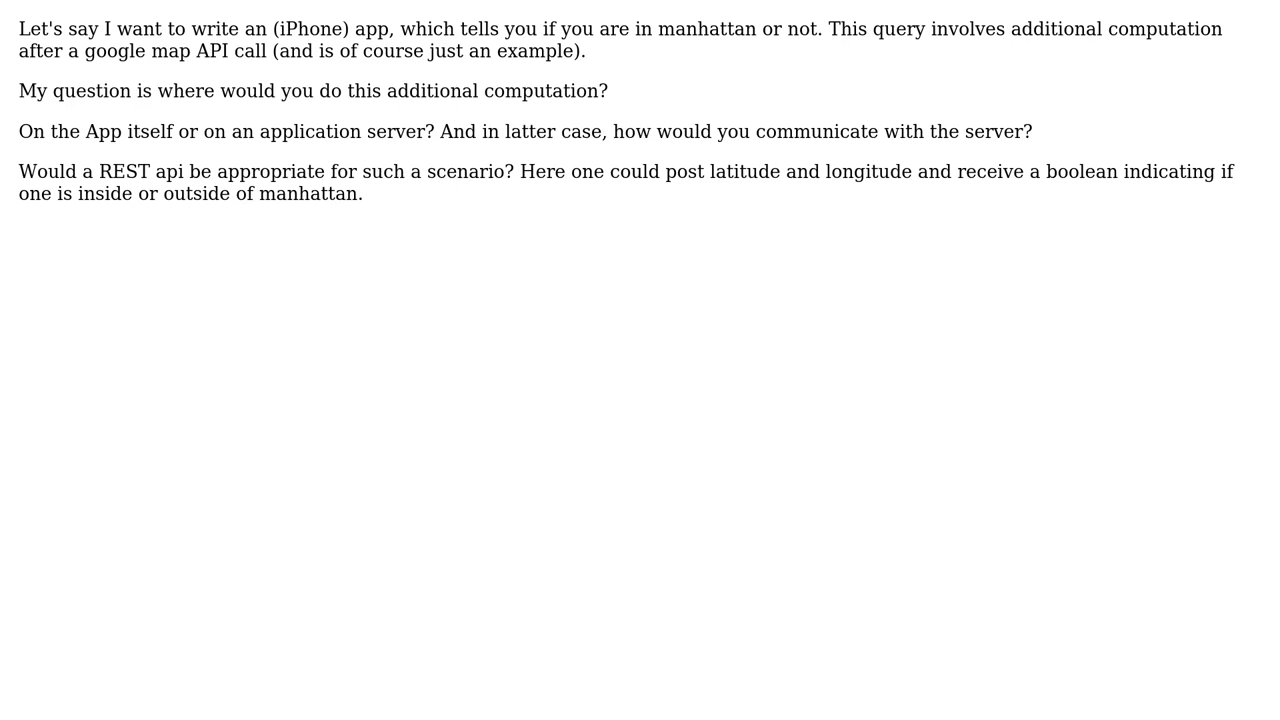 Let's say I want to write an (iPhone) app, which tells you if you are in manhattan or not. This query involves additional computation
after a google map API call (and is of course just an example).
My question is where would you do this additional computation?
On the App itself or on an application server? And in latter case, how would you communicate with the server?
Would a REST api be appropriate for such a scenario? Here one could post latitude and longitude and receive a boolean indicating if
one is inside or outside of manhattan.